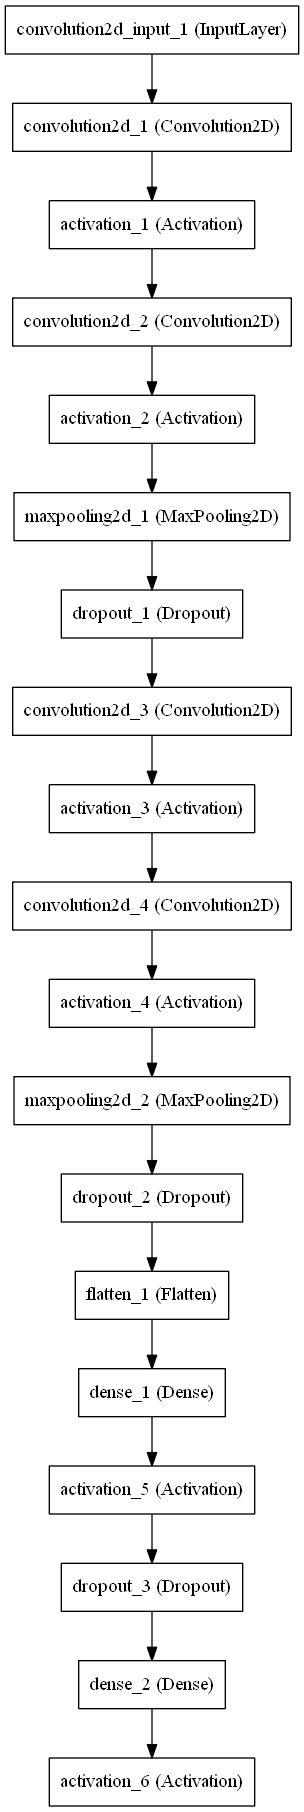 convolution2d_input_1 (InputLayer)
convolution2d_1 (Convolution2D)
activation_1 (Activation)
convolution2d_2 (Convolution2D)
activation_2 (Activation)
maxpooling2d_1 (MaxPooling2D)
dropout_1 (Dropout)
convolution2d_3 (Convolution2D)
activation_3 (Activation)
convolution2d_4 (Convolution2D)
activation_4 (Activation)
maxpooling2d_2 (MaxPooling2D)
dropout_2 (Dropout)
flatten_1 (Flatten)
dense_1 (Dense)
activation_5 (Activation)
dropout_3 (Dropout)
dense_2 (Dense)
activation_6 (Activation)